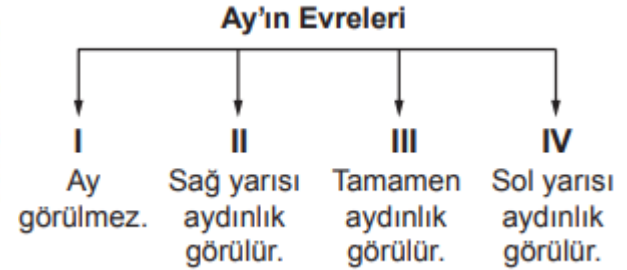 Ay'ın Evreleri
I
Ay
görülmez.
II
Sağ yarısı
aydınlık
görülür.
III
Tamamen
aydınlık
görülür.
IV
Sol yarısı
aydınlık
görülür.